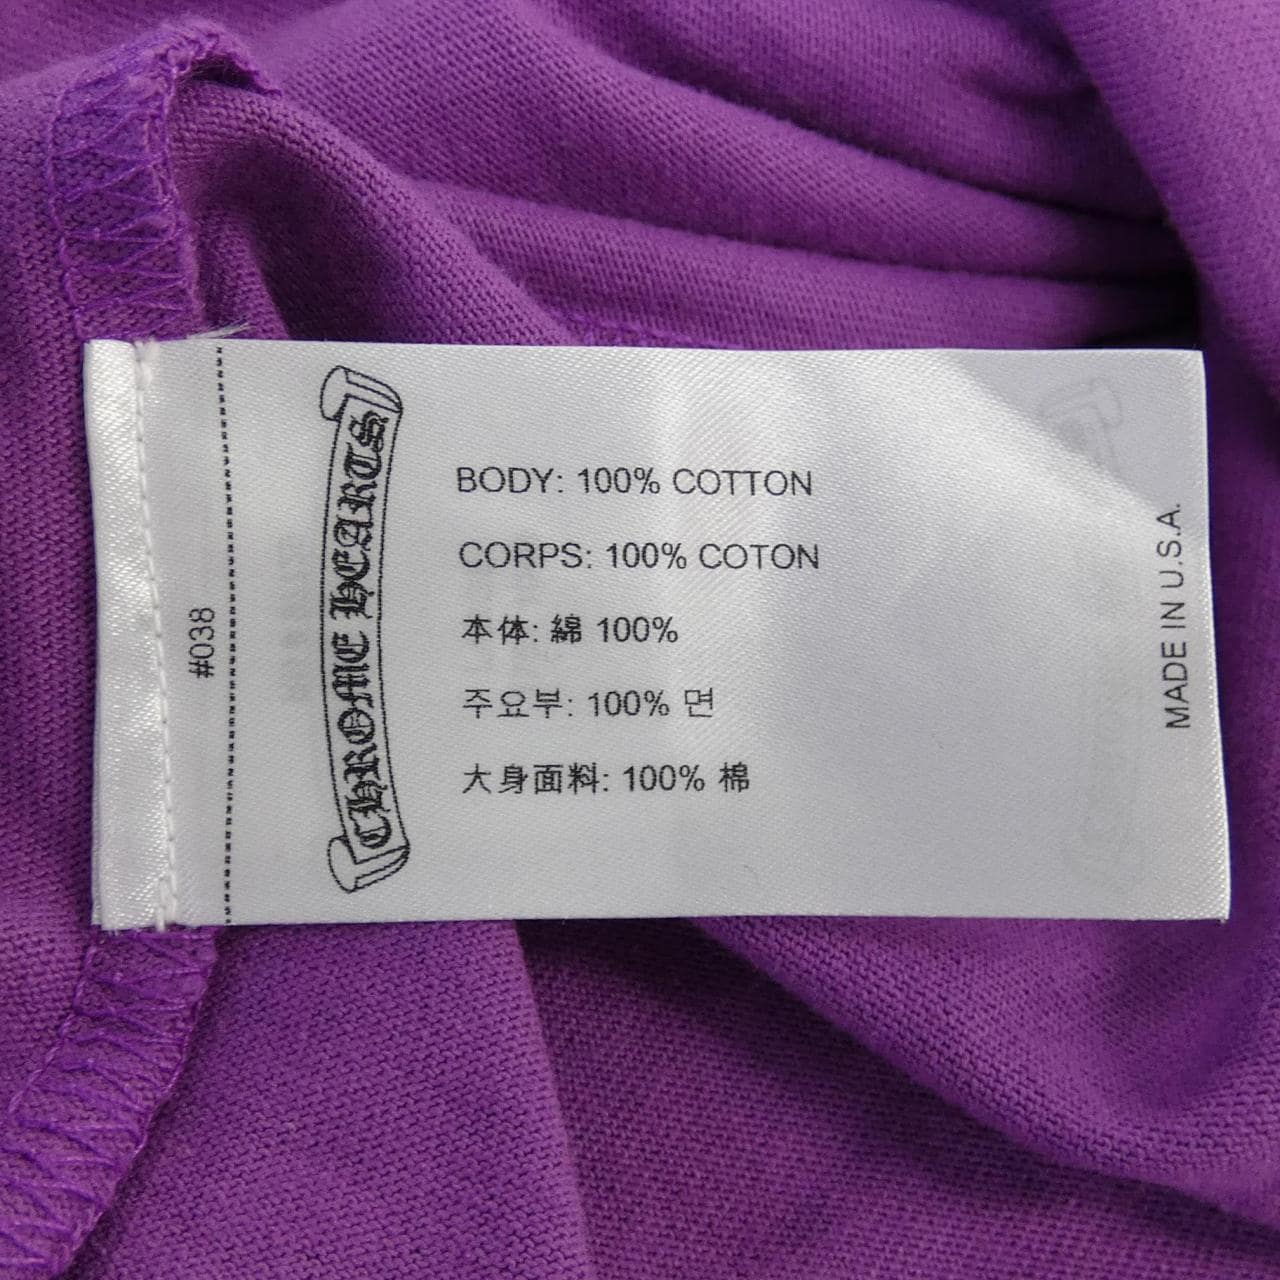 #038
CHROME HEARTS
BODY: 100% COTTON
CORPS: 100% COTON
本体: 綿 100%
주요부: 100% 면
大身面料: 100% 棉
MADE IN U.S.A.